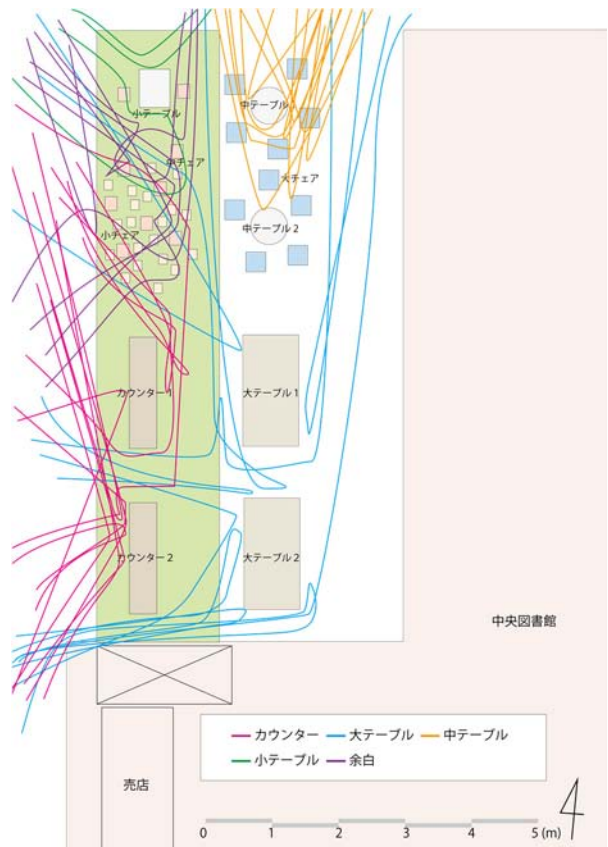 中テーブル 1
小テーブル
中チェア
大チェア
中テーブル 2
小チェア
カウンター 1
大テーブル 1
カウンター 2
大テーブル 2
中央図書館
カウンター
大テーブル
中テーブル
小テーブル
余白
売店
0 1 2 3 4 5 (m)